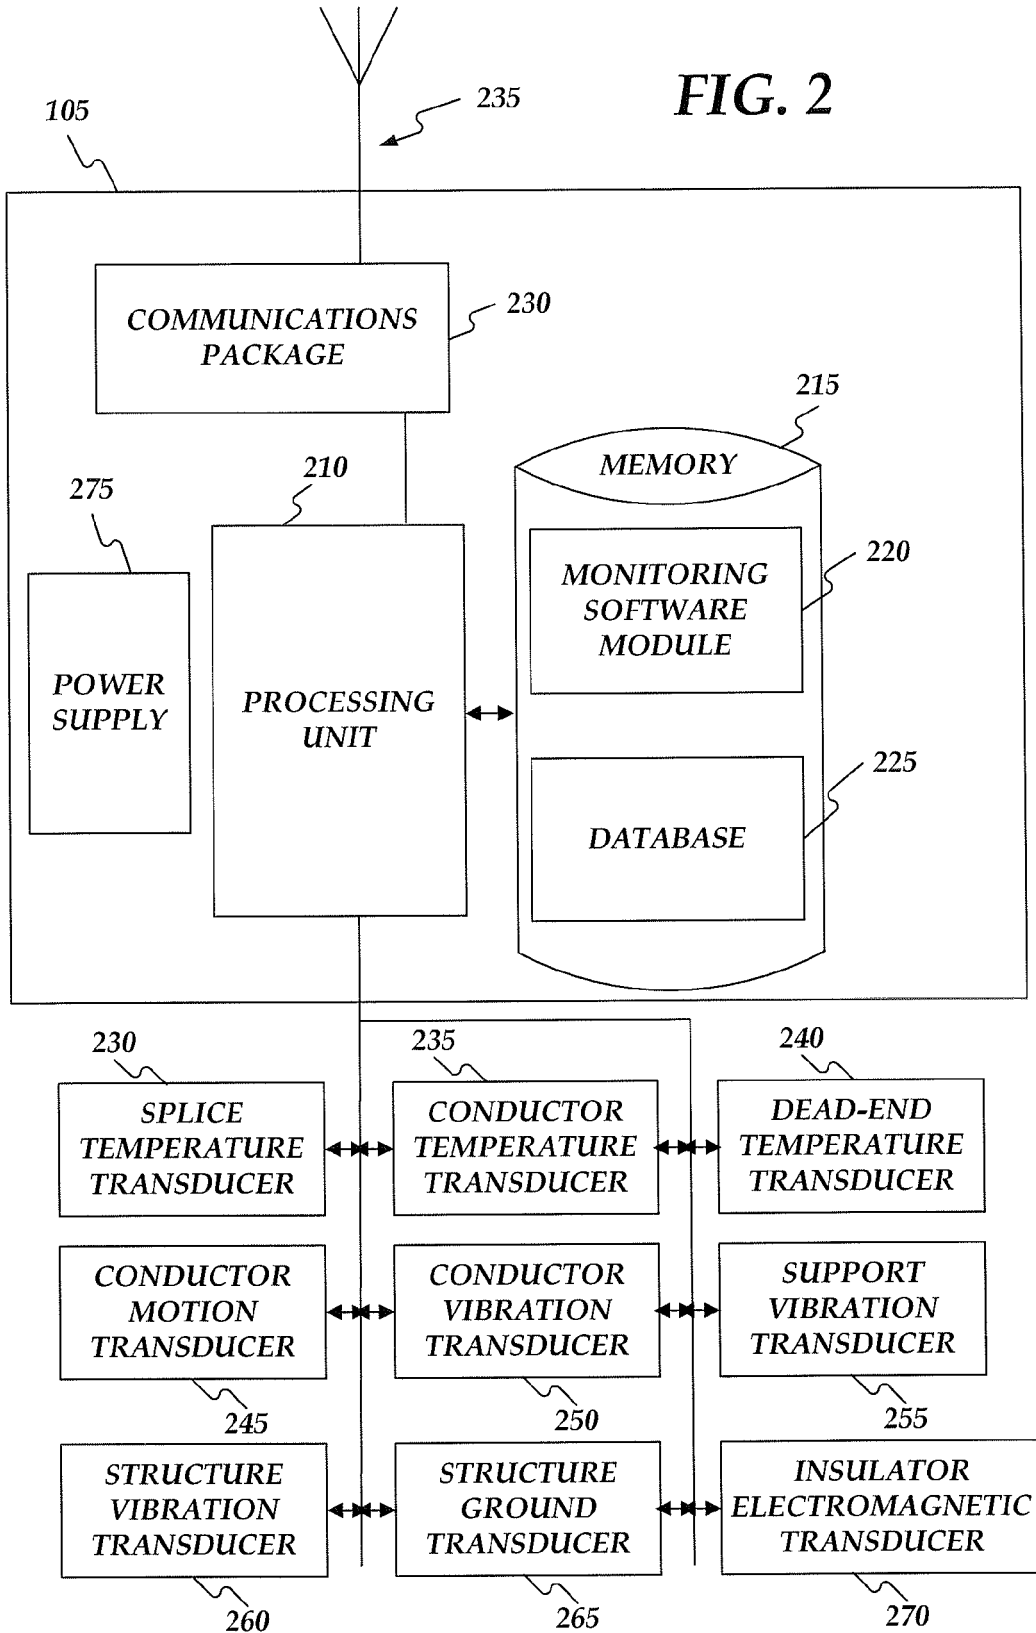 FIG. 2
235
105
COMMUNICATIONS
PACKAGE
230
215
MEMORY
210
275
MONITORING
SOFTWARE
MODULE
220
POWER
SUPPLY
PROCESSING
UNIT
225
DATABASE
230
235
240
SPLICE
TEMPERATURE
TRANSDUCER
CONDUCTOR
TEMPERATURE
TRANSDUCER
DEAD-END
TEMPERATURE
TRANSDUCER
CONDUCTOR
MOTION
TRANSDUCER
CONDUCTOR
VIBRATION
TRANSDUCER
SUPPORT
VIBRATION
TRANSDUCER
245
250
255
STRUCTURE
VIBRATION
TRANSDUCER
STRUCTURE
GROUND
TRANSDUCER
INSULATOR
ELECTROMAGNETIC
TRANSDUCER
260
265
270